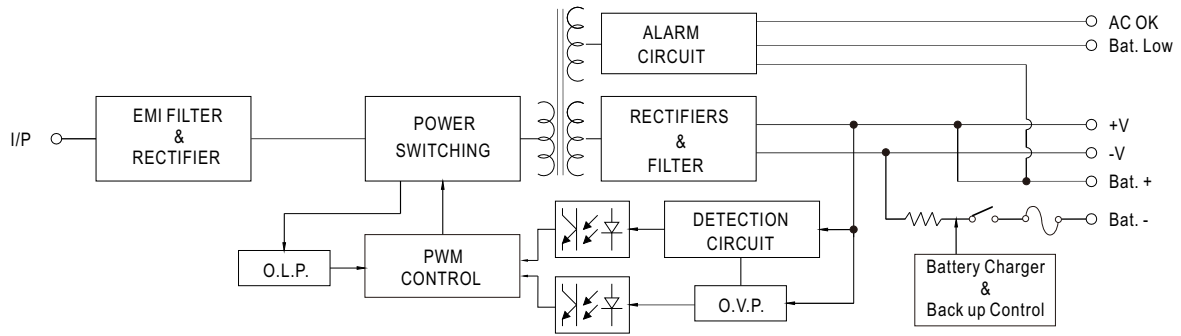 ALARM
CIRCUIT
AC OK
Bat. Low
I/P
EMI FILTER
&
RECTIFIER
POWER
SWITCHING
RECTIFIERS
&
FILTER
+V
-V
Bat. +
Bat. -
O.L.P.
PWM
CONTROL
DETECTION
CIRCUIT
O.V.P.
Battery Charger
&
Back up Control